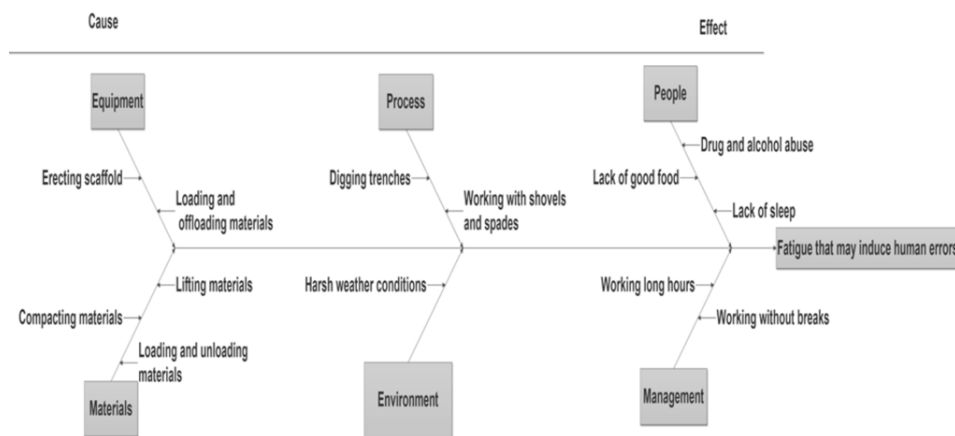 Cause
Effect
Equipment
Process
People
Drug and alcohol abuse
Erecting scaffold
Digging trenches
Lack of good food
Loading and
offloading materials
Working with shovels
and spades
Lack of sleep
Fatigue that may induce human errors
Lifting materials
Harsh weather conditions
Working long hours
Compacting materials
Working without breaks
Loading and unloading
materials
Materials
Environment
Management